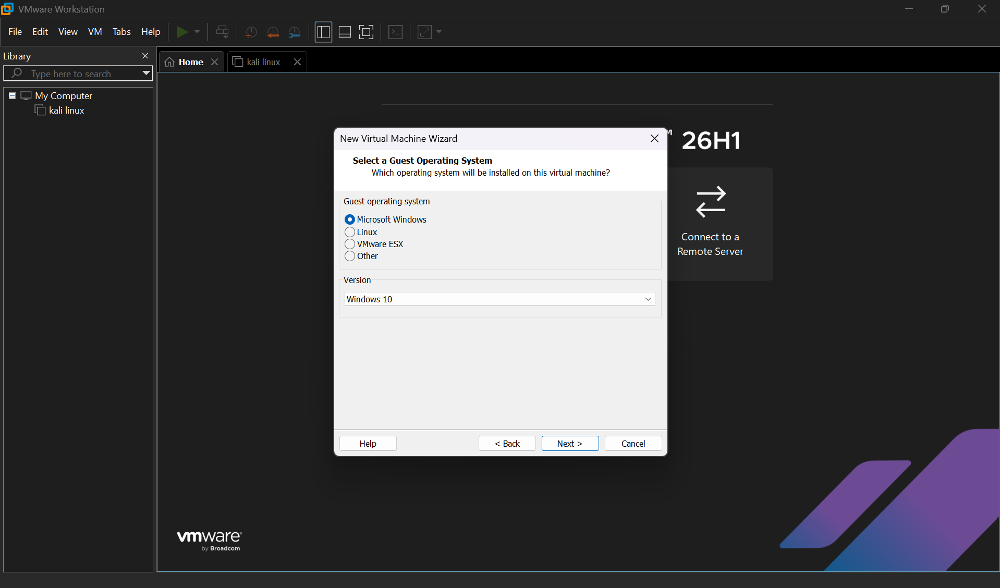 VMware Workstation
File Edit View VM Tabs Help
Library
Type here to search
My Computer
kali linux
Home
kali linux
26H1
Connect to a
Remote Server
New Virtual Machine Wizard
Select a Guest Operating System
Which operating system will be installed on this virtual machine?
Guest operating system
Microsoft Windows
Linux
VMware ESX
Other
Version
Windows 10
Help
< Back
Next >
Cancel
vmware®
by Broadcom